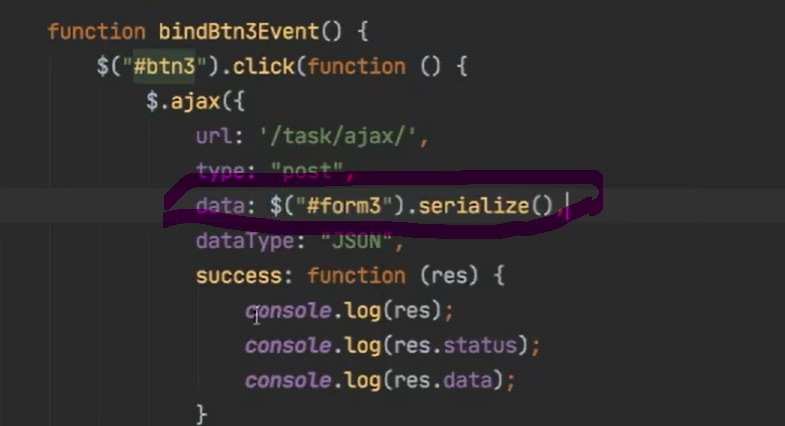 function bindBtn3Event() {
$("#btn3").click(function () {
$.ajax({
url: '/task/ajax/',
type: "post",
data: $("#form3").serialize(),
dataType: "JSON",
success: function (res) {
console.log(res);
console.log(res.status);
console.log(res.data);
}